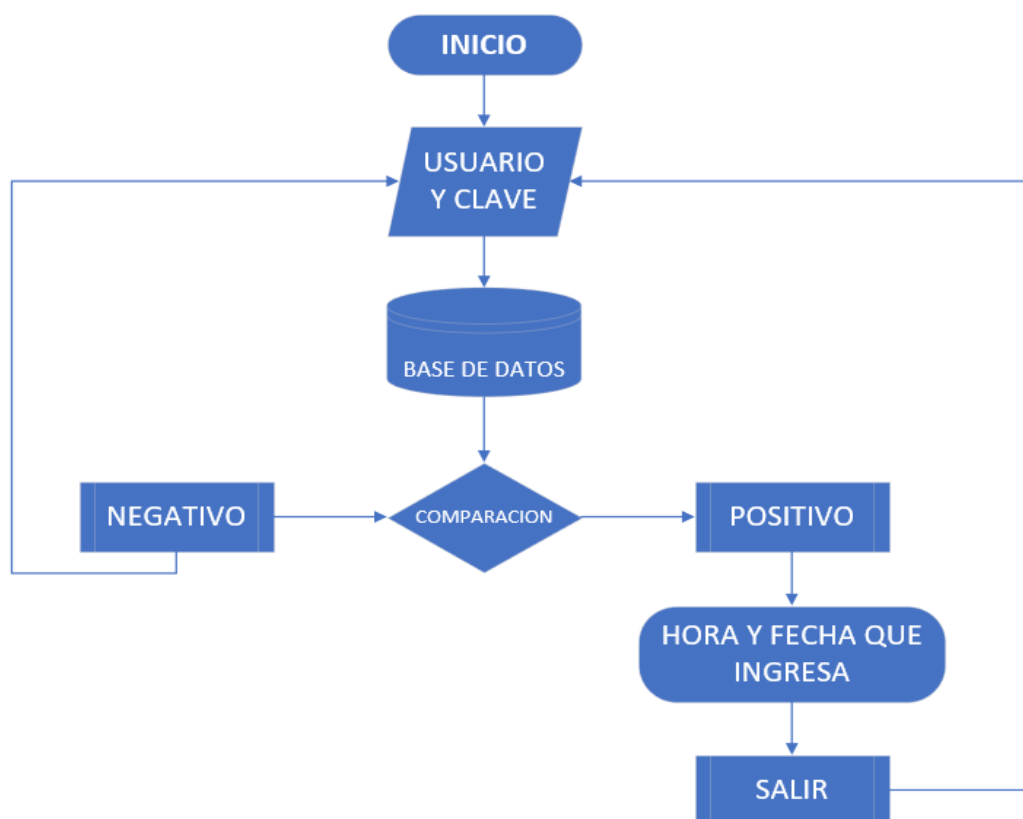 INICIO
USUARIO
Y CLAVE
BASE DE DATOS
NEGATIVO
COMPARACION
POSITIVO
HORA Y FECHA QUE
INGRESA
SALIR